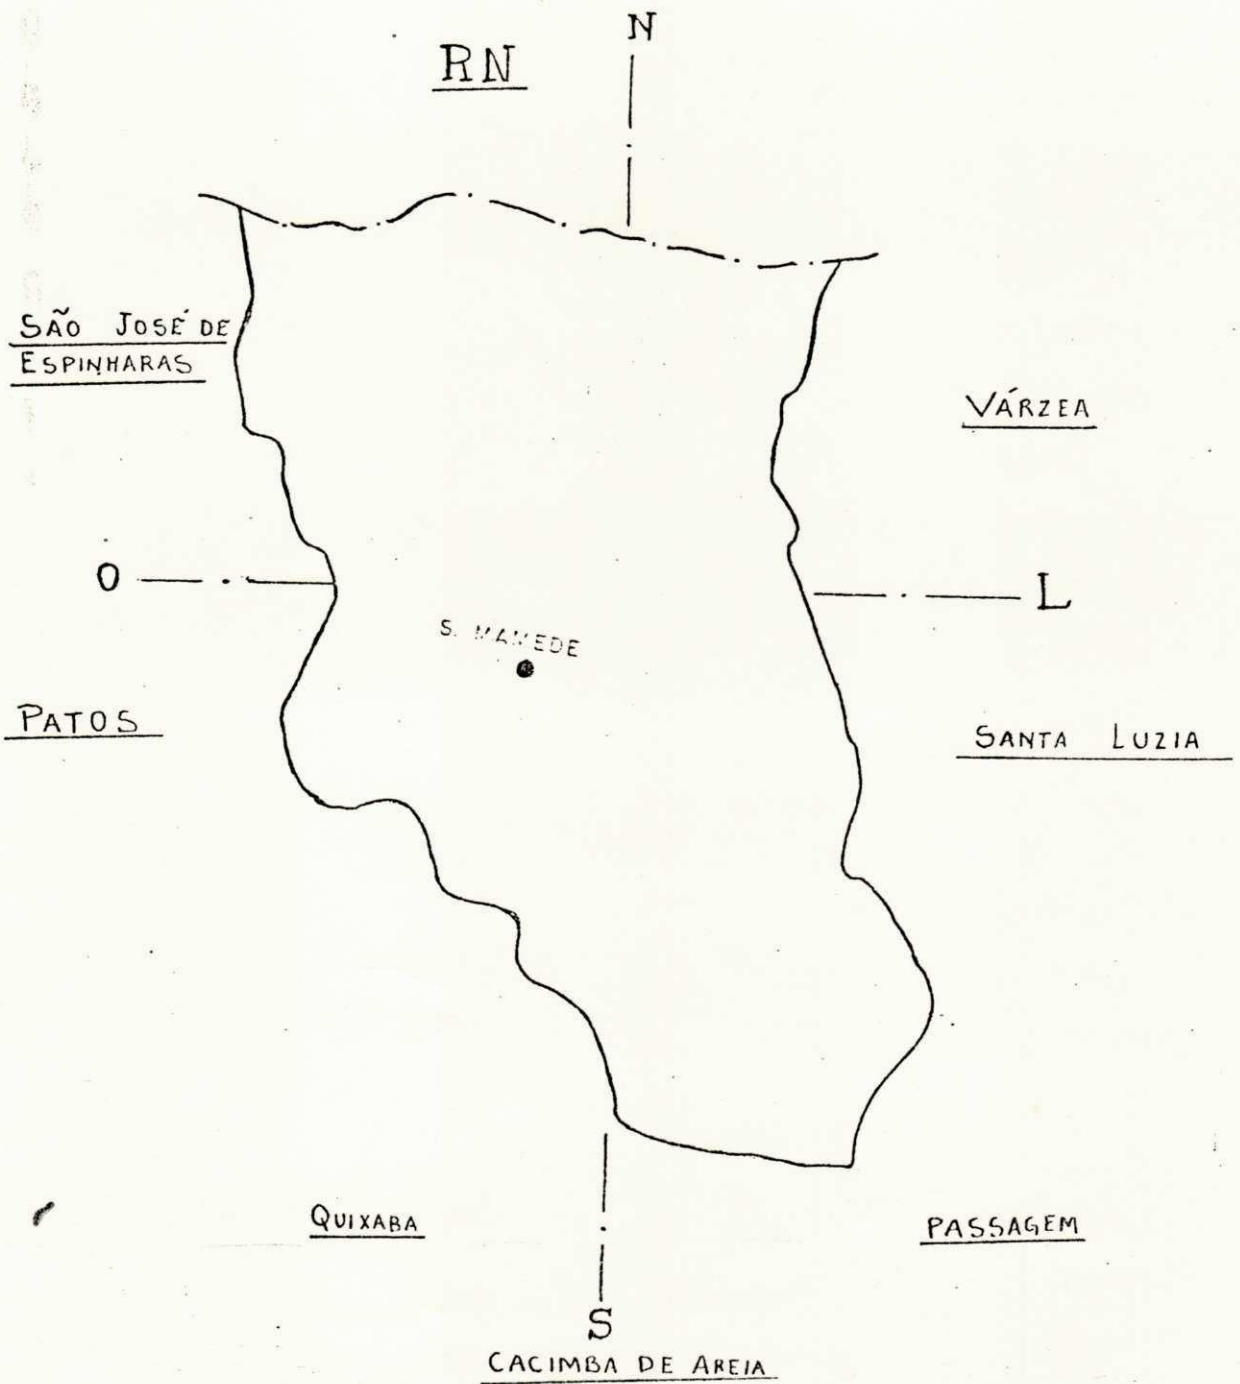 N
RN
SÃO JOSÉ DE
ESPINHARAS
VÁRZEA
O
L
S. MAMEDE
PATOS
SANTA LUZIA
QUIXABA
PASSAGEM
S
CACIMBA DE AREIA